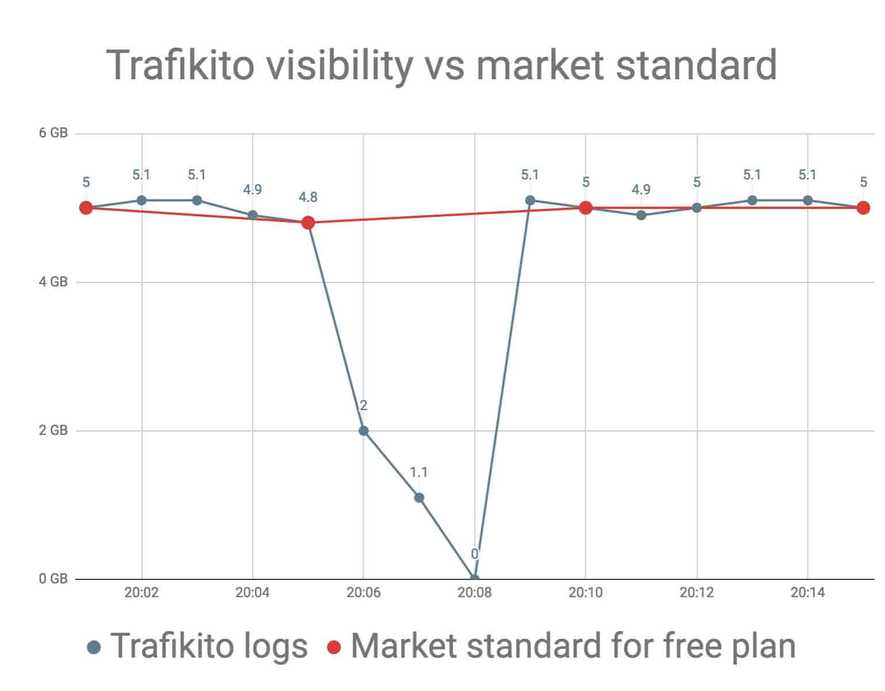 Trafikito visibility vs market standard
6 GB
5 5.1 5.1 4.9 4.8 5.1 5 4.9 5 5.1 5.1 5
4 GB
2
2 GB
1.1
0
0 GB
20:02 20:04 20:06 20:08 20:10 20:12 20:14
Trafikito logs Market standard for free plan